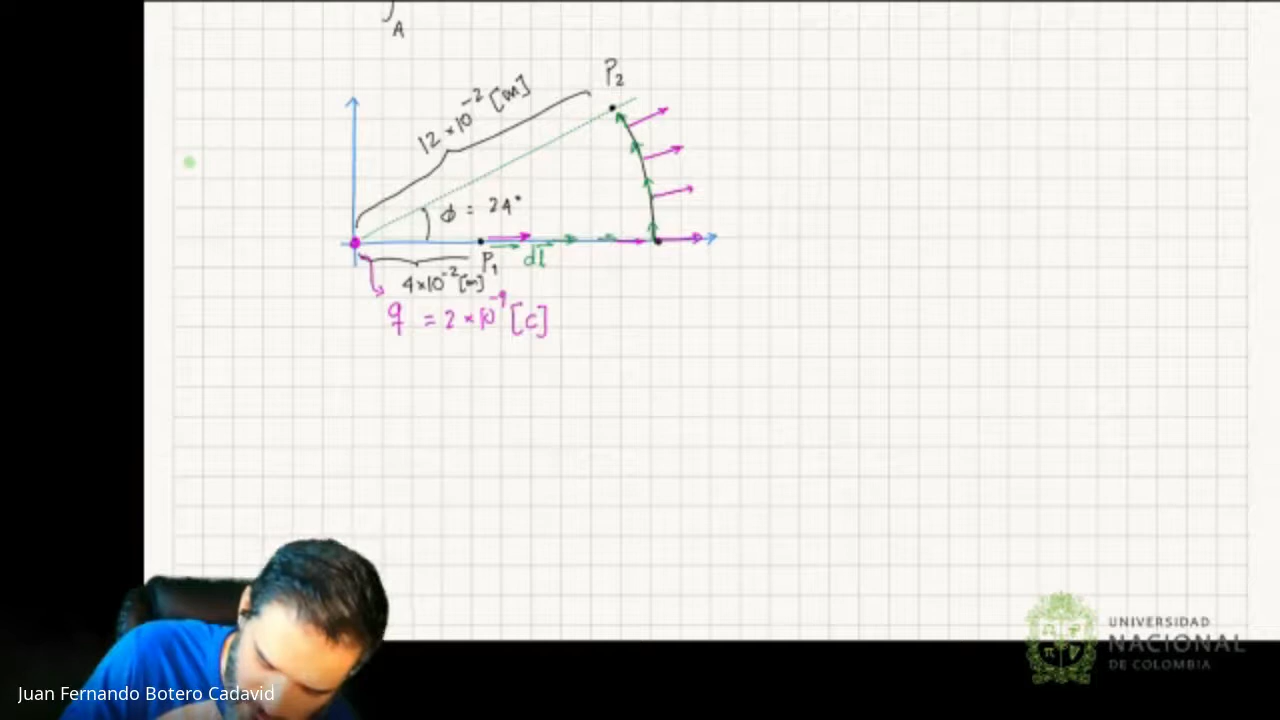 A
P₂
12×10⁻² [m]
ϕ = 24°
P₁
dl
4×10⁻² [m]
q = 2×10⁻⁹ [C]
UNIVERSIDAD
NACIONAL
DE COLOMBIA
Juan Fernando Botero Cadavid